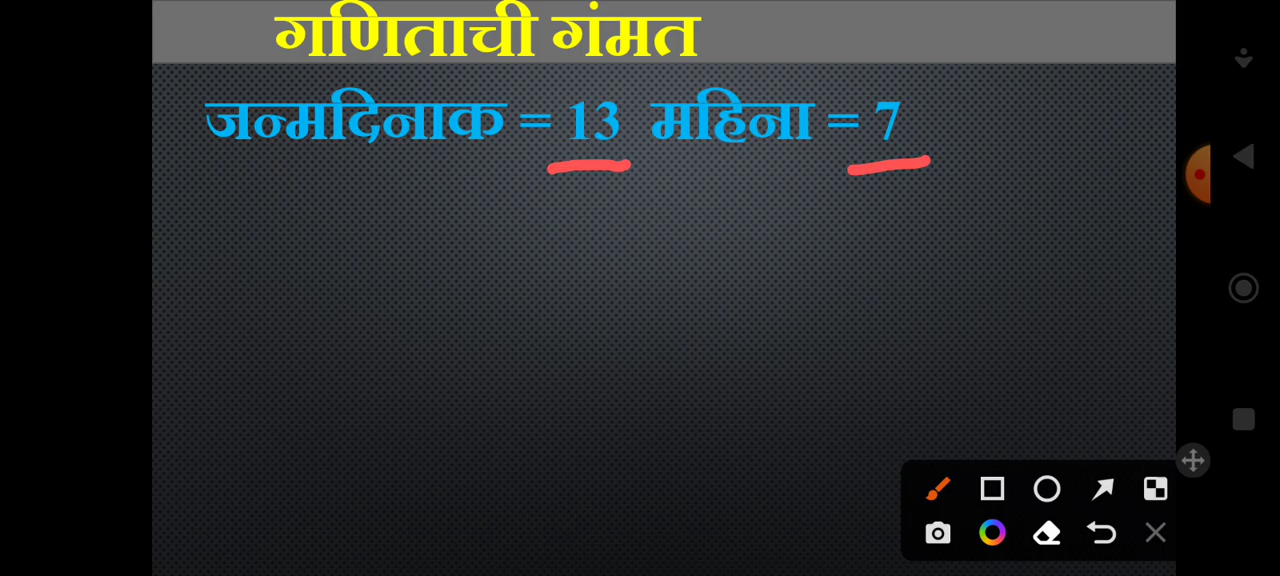 गणिताची गंमत
जन्मदिनाक = 13 महिना = 7